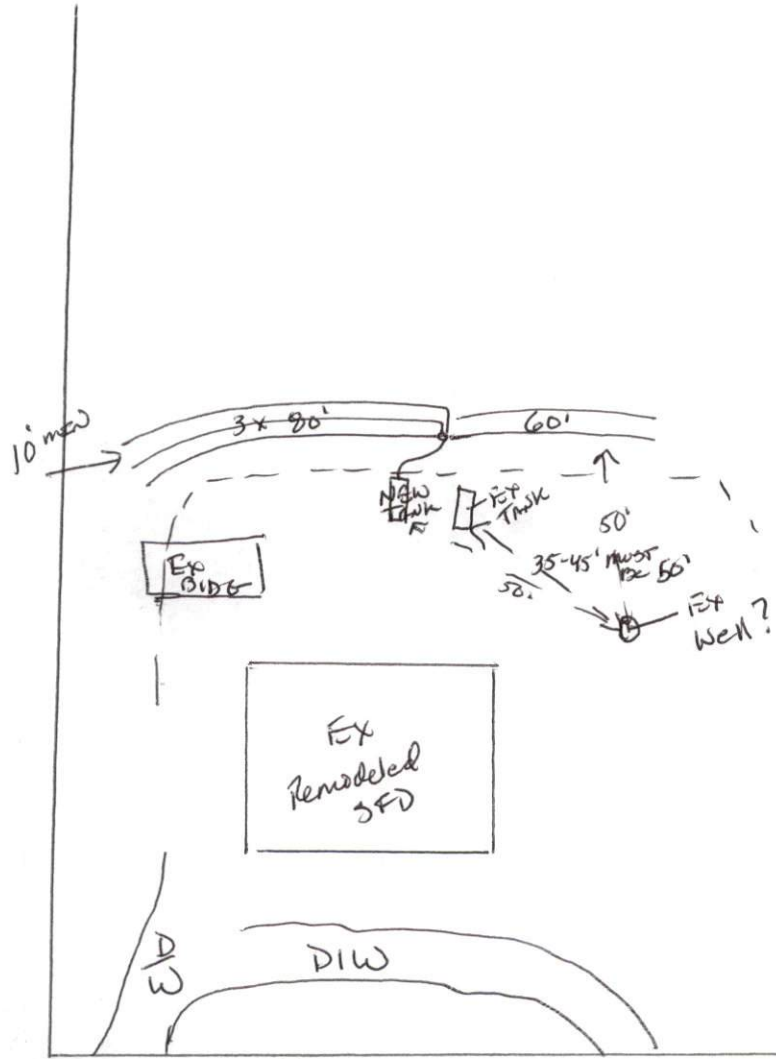 3 x 80'
60'
10' min
NEW
TANK
EX
TANK
50'
35-45' MUST
BE 50'
50'
EX
Well?
EX
BLDG
EX
Remodeled
SFD
D
W
D/W